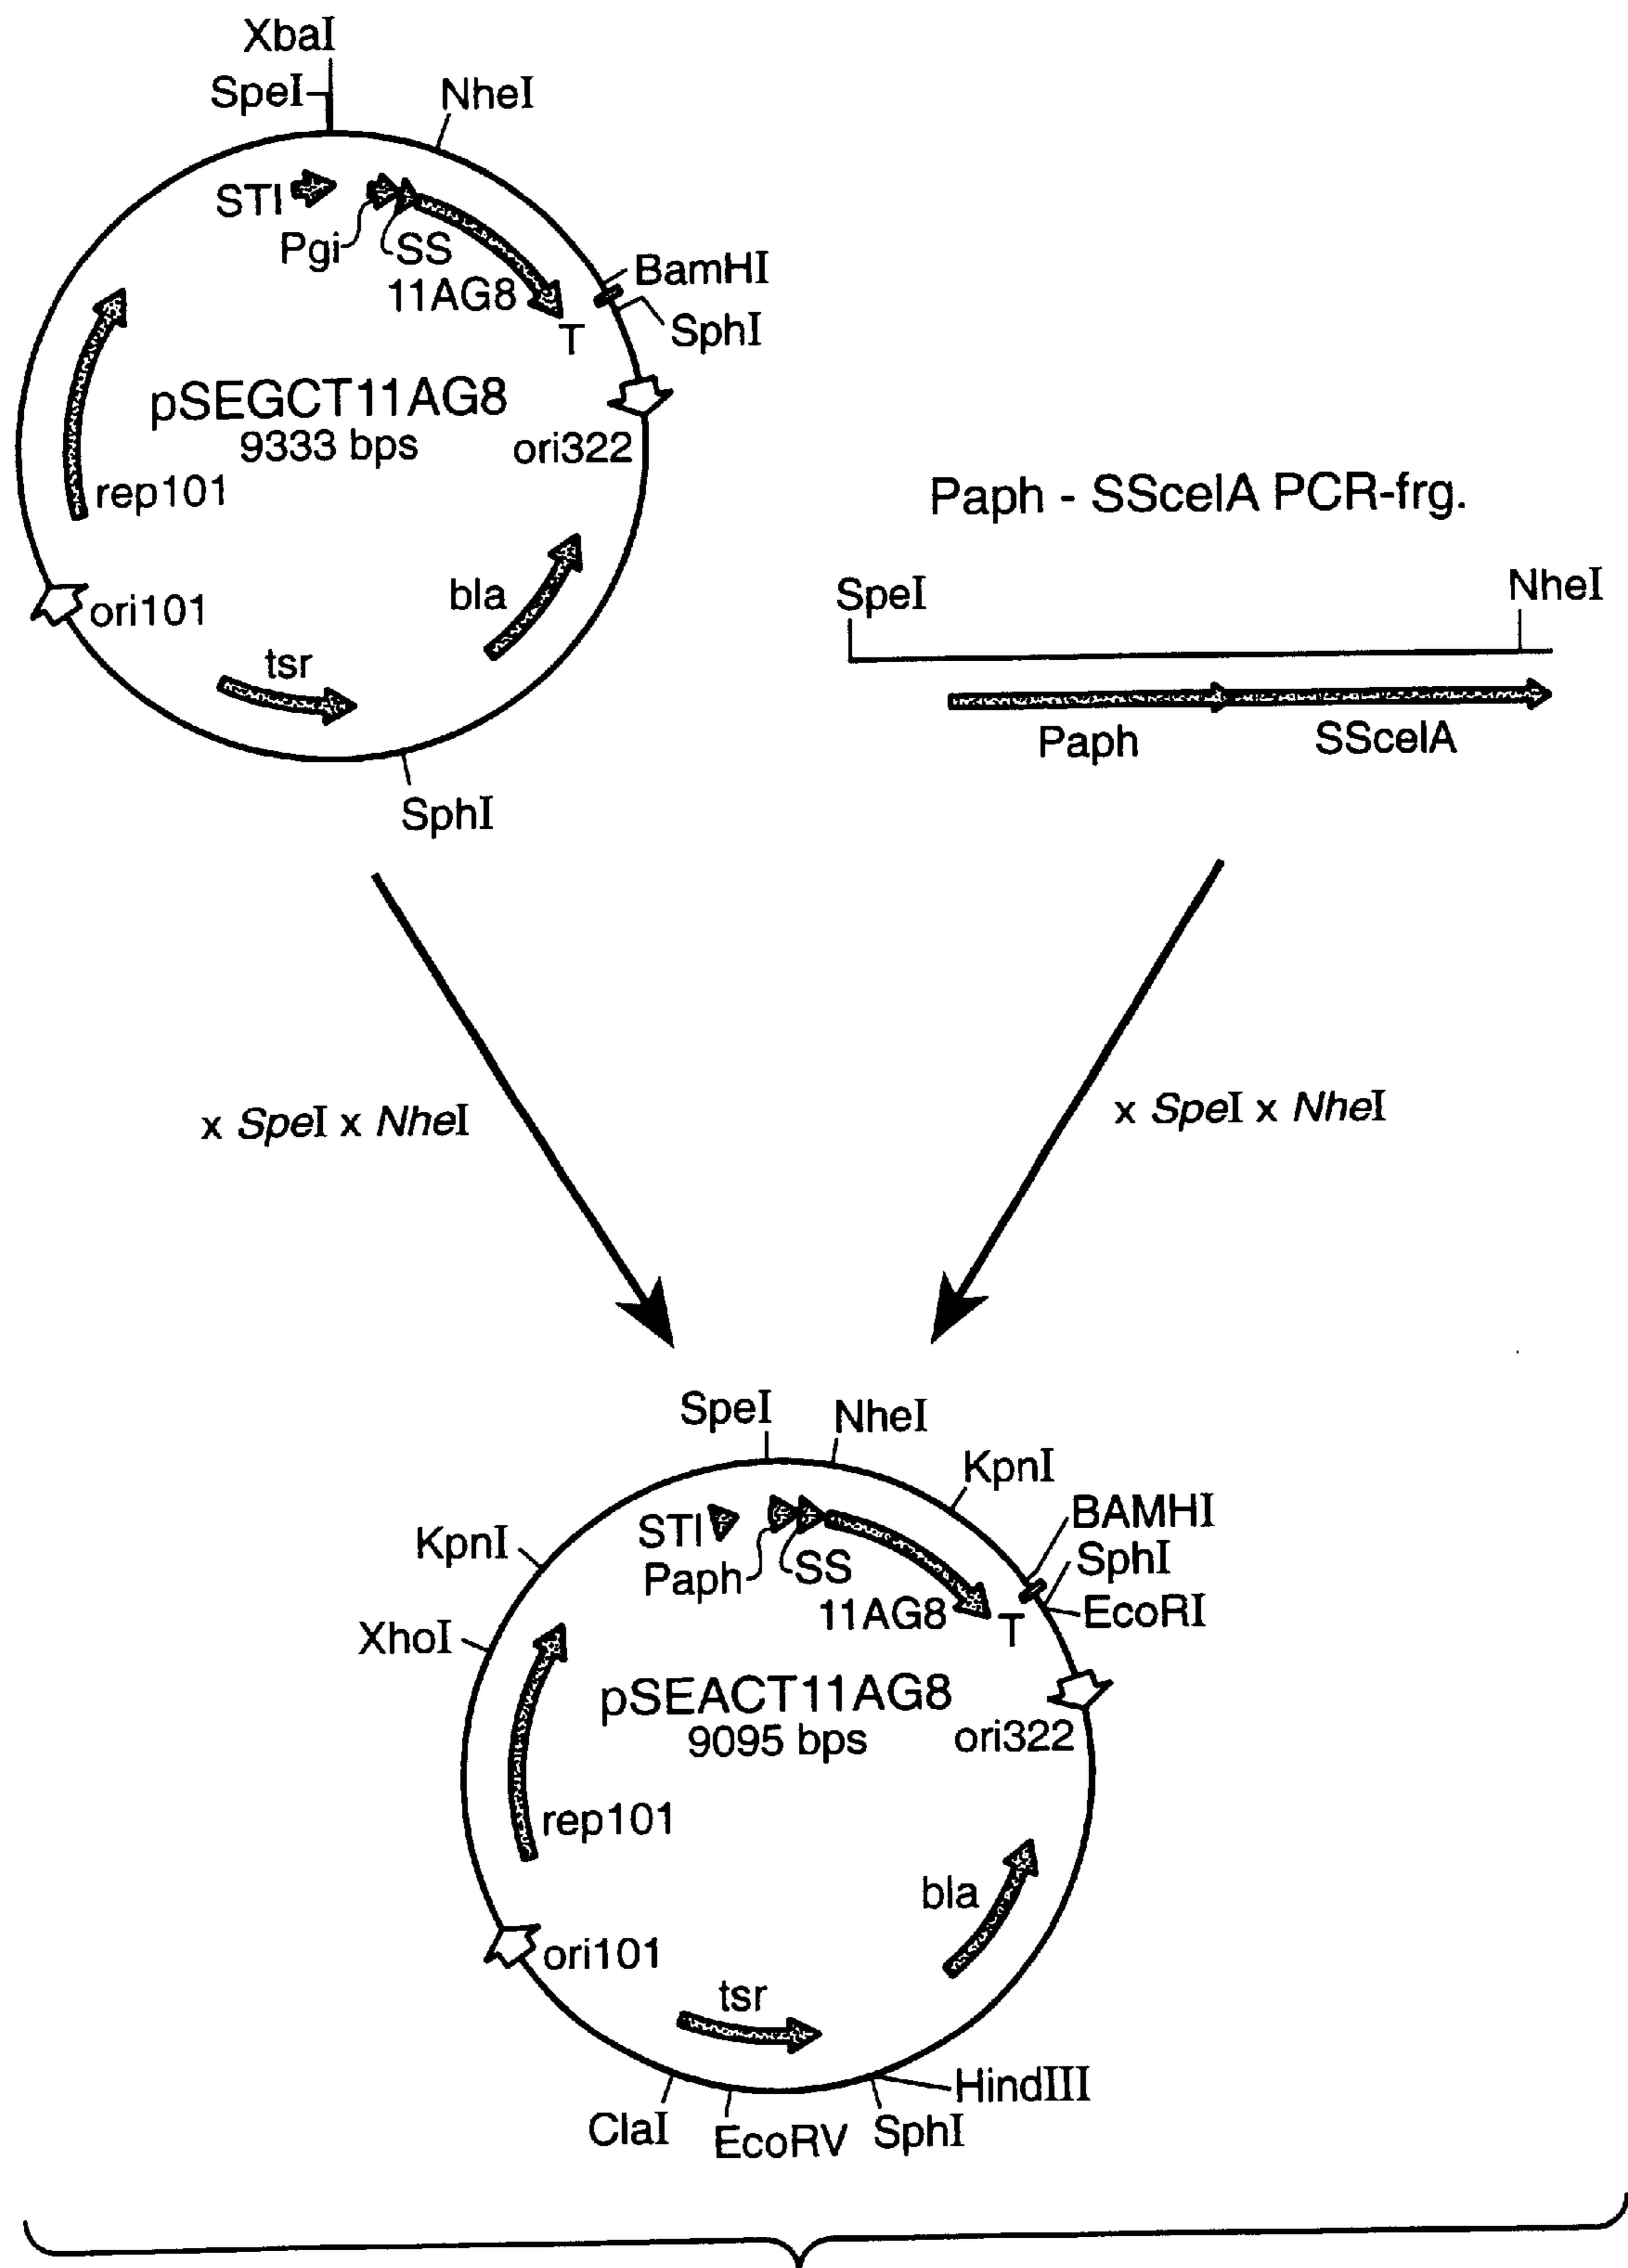 XbaI
SpeI
NheI
STI
Pgi
SS
11AG8
BamHI
SphI
T
pSEGCT11AG8
9333 bps
ori322
rep101
ori101
bla
tsr
SphI
Paph - SScelA PCR-frg.
SpeI
NheI
Paph
SScelA
x SpeI x NheI
x SpeI x NheI
SpeI
NheI
KpnI
BAMHI
SphI
EcoRI
KpnI
XhoI
STI
Paph
SS
11AG8
T
pSEACT11AG8
9095 bps
ori322
rep101
bla
ori101
tsr
HindIII
ClaI
EcoRV
SphI